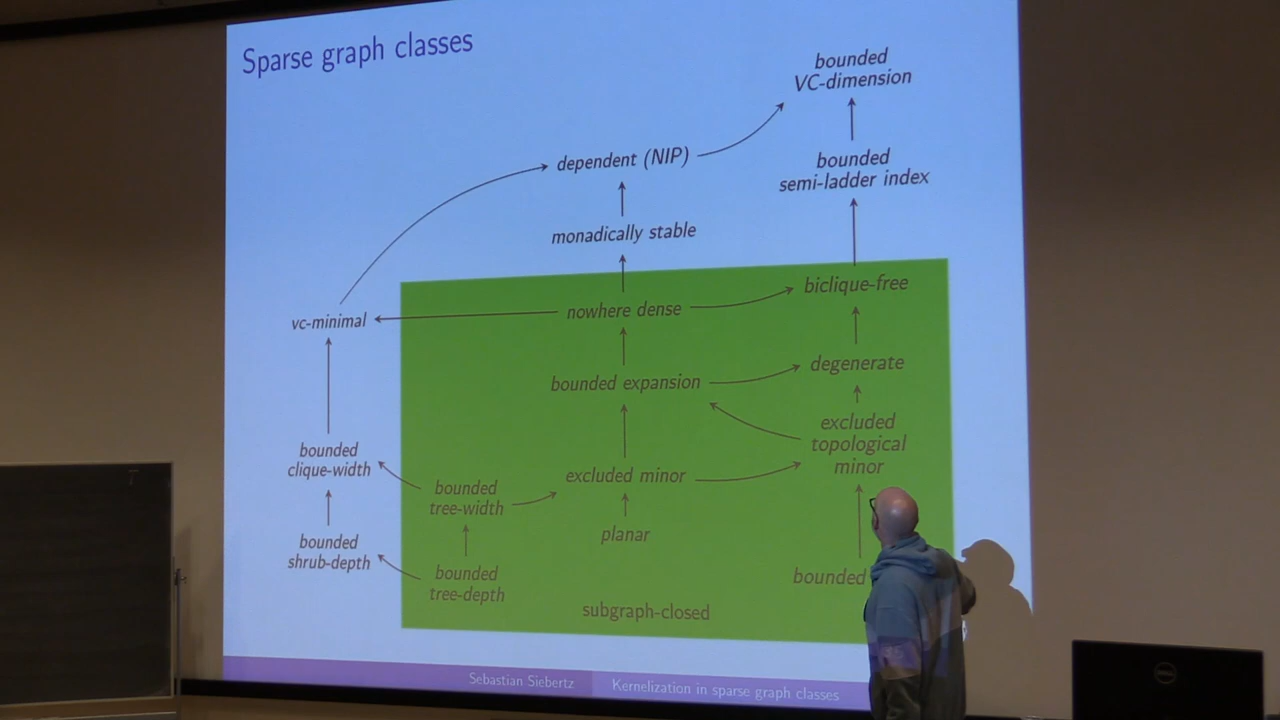 Sparse graph classes
bounded
VC-dimension
dependent (NIP)
bounded
semi-ladder index
monadically stable
biclique-free
nowhere dense
vc-minimal
degenerate
bounded expansion
excluded
topological
minor
bounded
clique-width
excluded minor
bounded
tree-width
planar
bounded
shrub-depth
bounded
tree-depth
bounded
subgraph-closed
Sebastian Siebertz
Kernelization in sparse graph classes
DELL